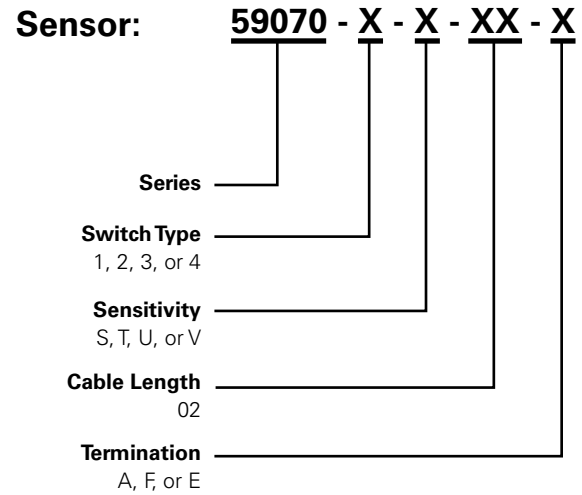 Sensor: 59070 - X - X - XX - X
Series
Switch Type
1, 2, 3, or 4
Sensitivity
S, T, U, or V
Cable Length
02
Termination
A, F, or E